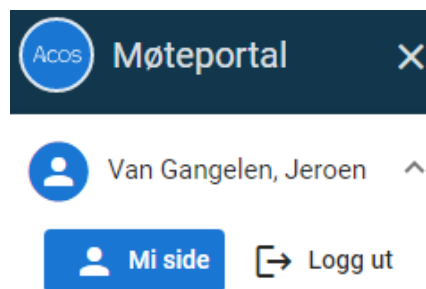 Acos Møteportal
Van Gangelen, Jeroen
Mi side Logg ut